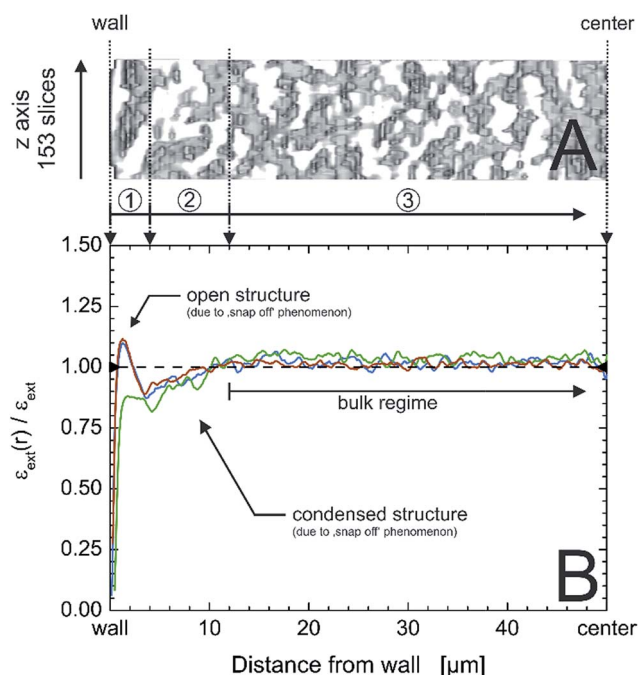 wall
center
z axis
153 slices
A
① ② ③
1.50
1.25
1.00
0.75
0.50
0.25
0.00
εext(r) / εext
open structure
(due to ‚snap off' phenomenon)
bulk regime
condensed structure
(due to ‚snap off' phenomenon)
B
wall 10 20 30 40 center
Distance from wall [µm]